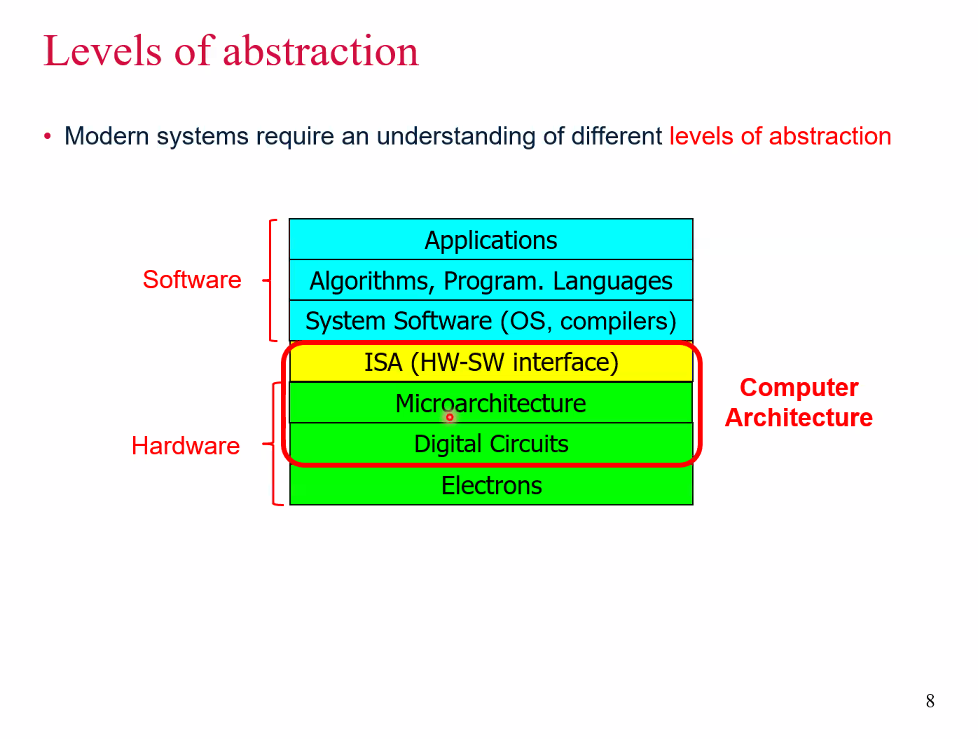 Levels of abstraction
• Modern systems require an understanding of different levels of abstraction
Applications
Software
Algorithms, Program. Languages
System Software (OS, compilers)
ISA (HW-SW interface)
Computer
Architecture
Microarchitecture
Hardware
Digital Circuits
Electrons
8